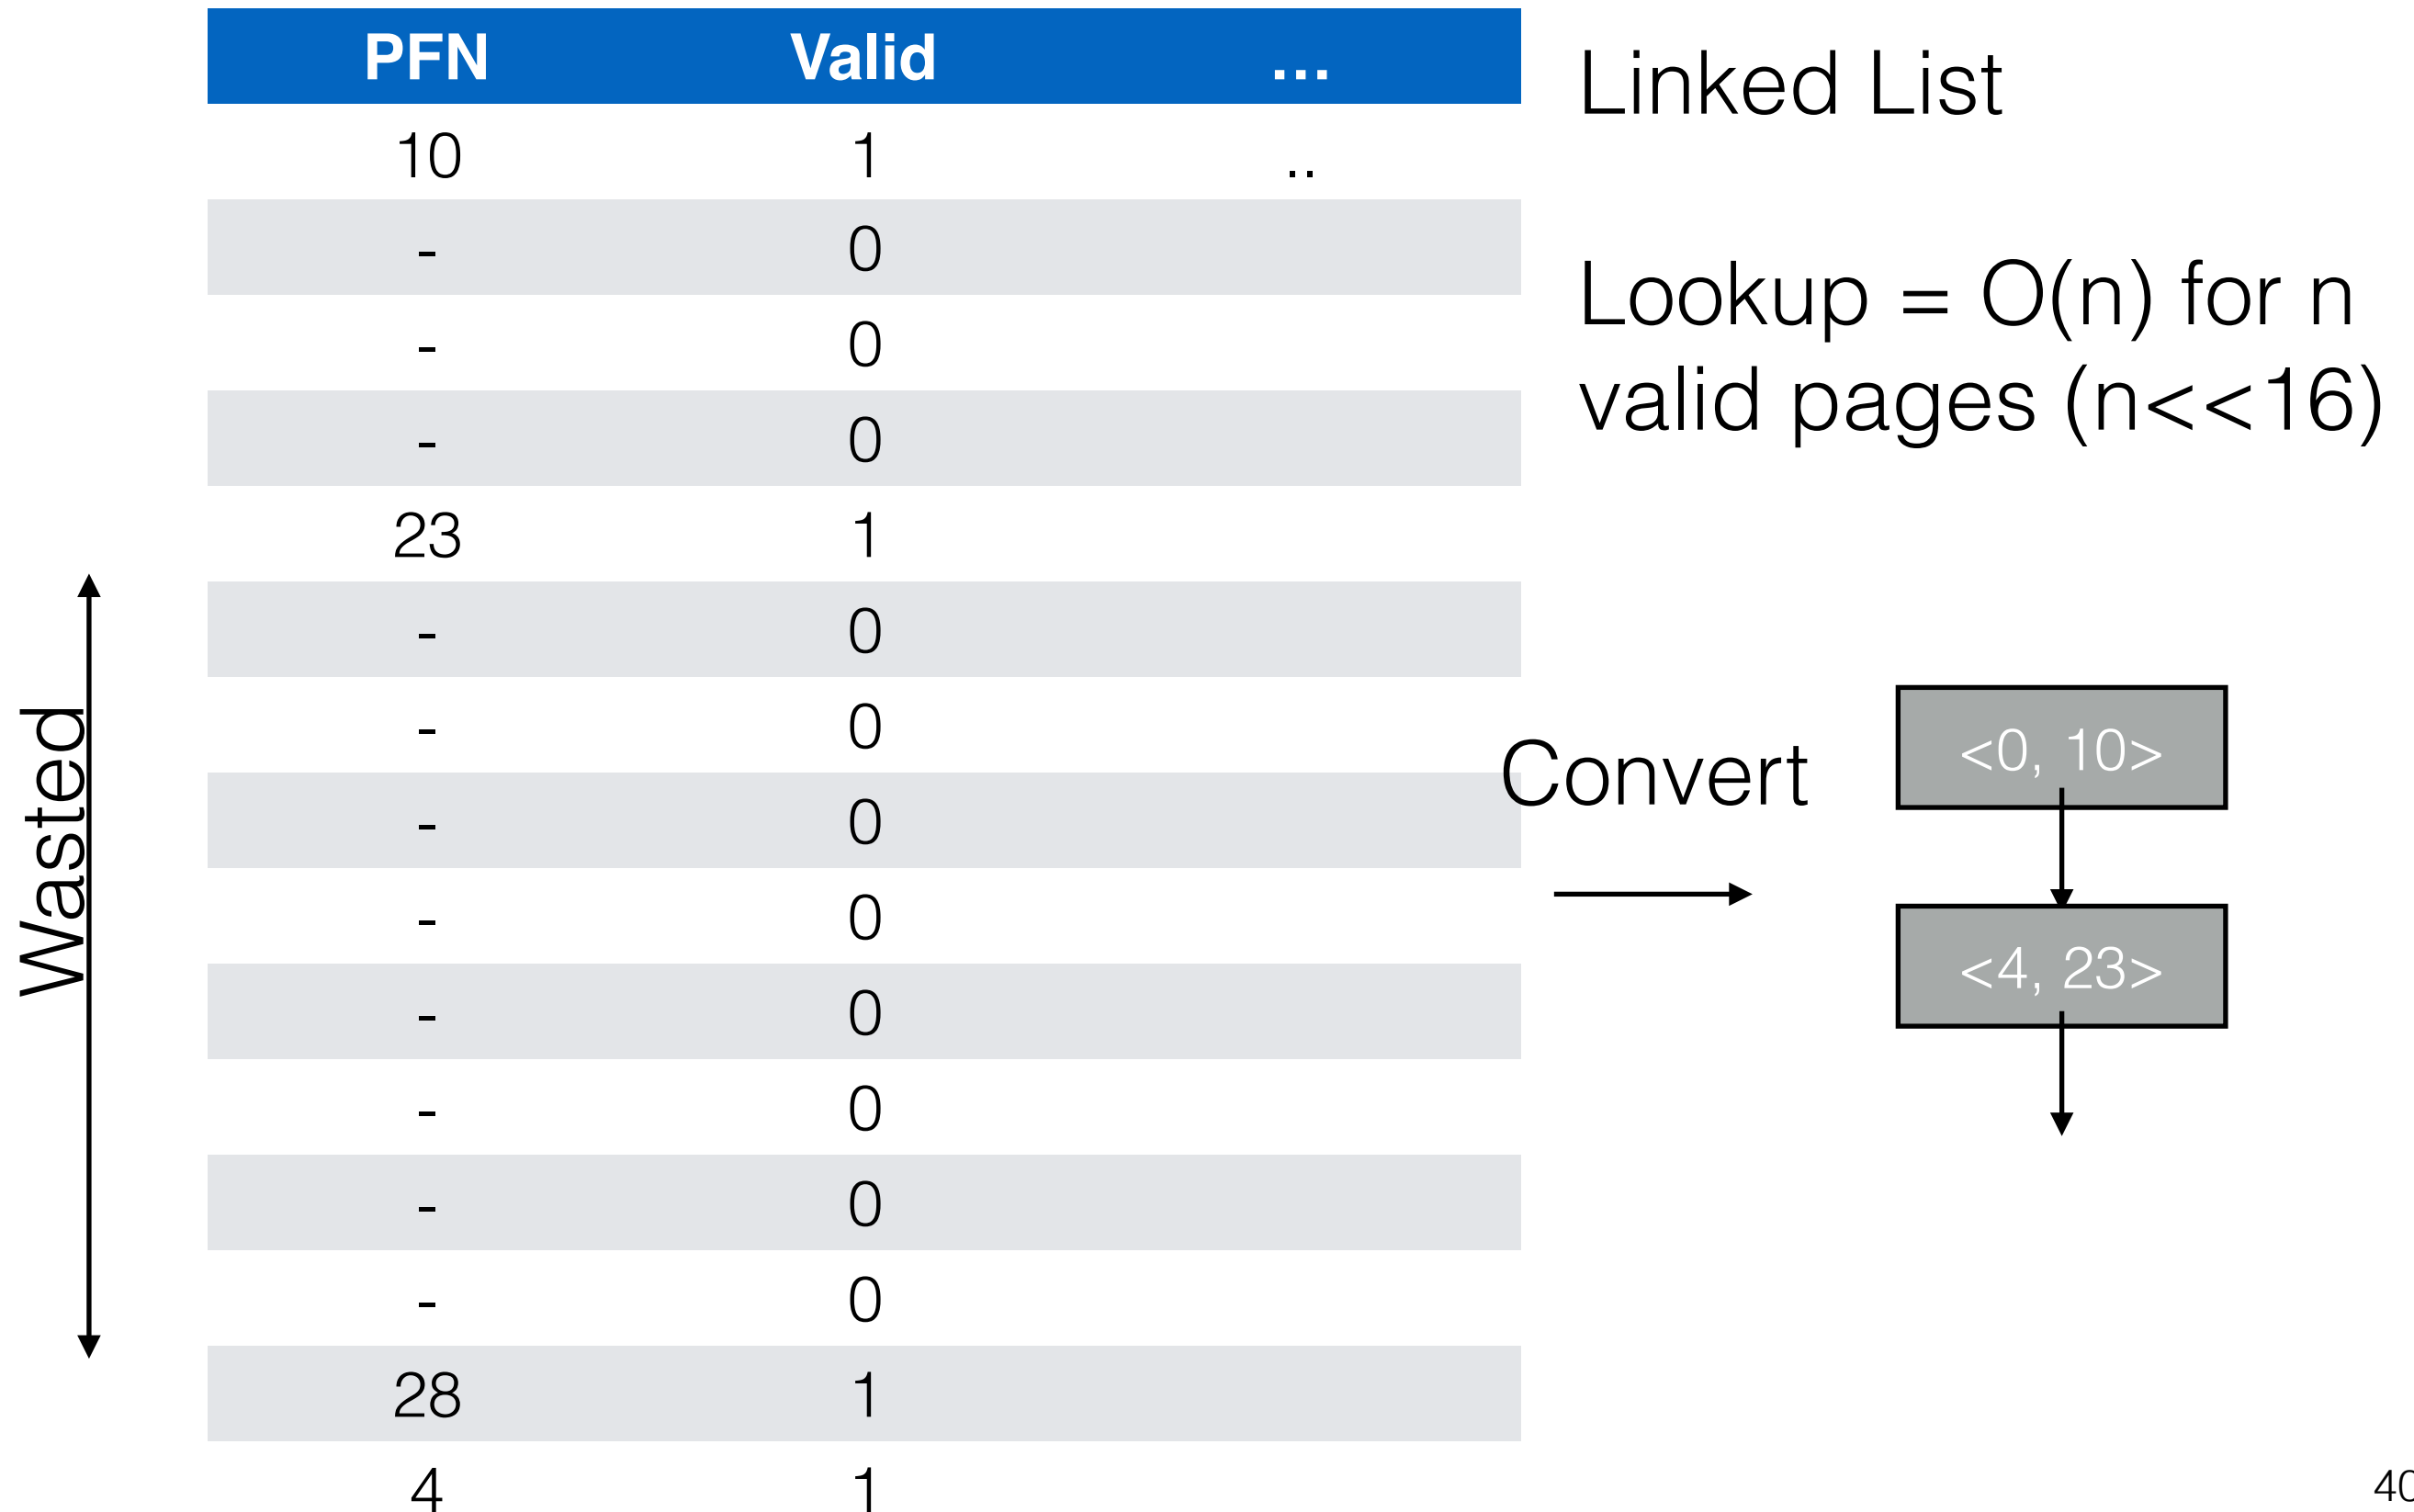 PFN Valid ...
10 1 ..
- 0
- 0
- 0
23 1
- 0
- 0
- 0
- 0
- 0
- 0
- 0
- 0
28 1
4 1
Wasted
Linked List
Lookup = O(n) for n
valid pages (n<<16)
Convert
<0, 10>
<4, 23>
40